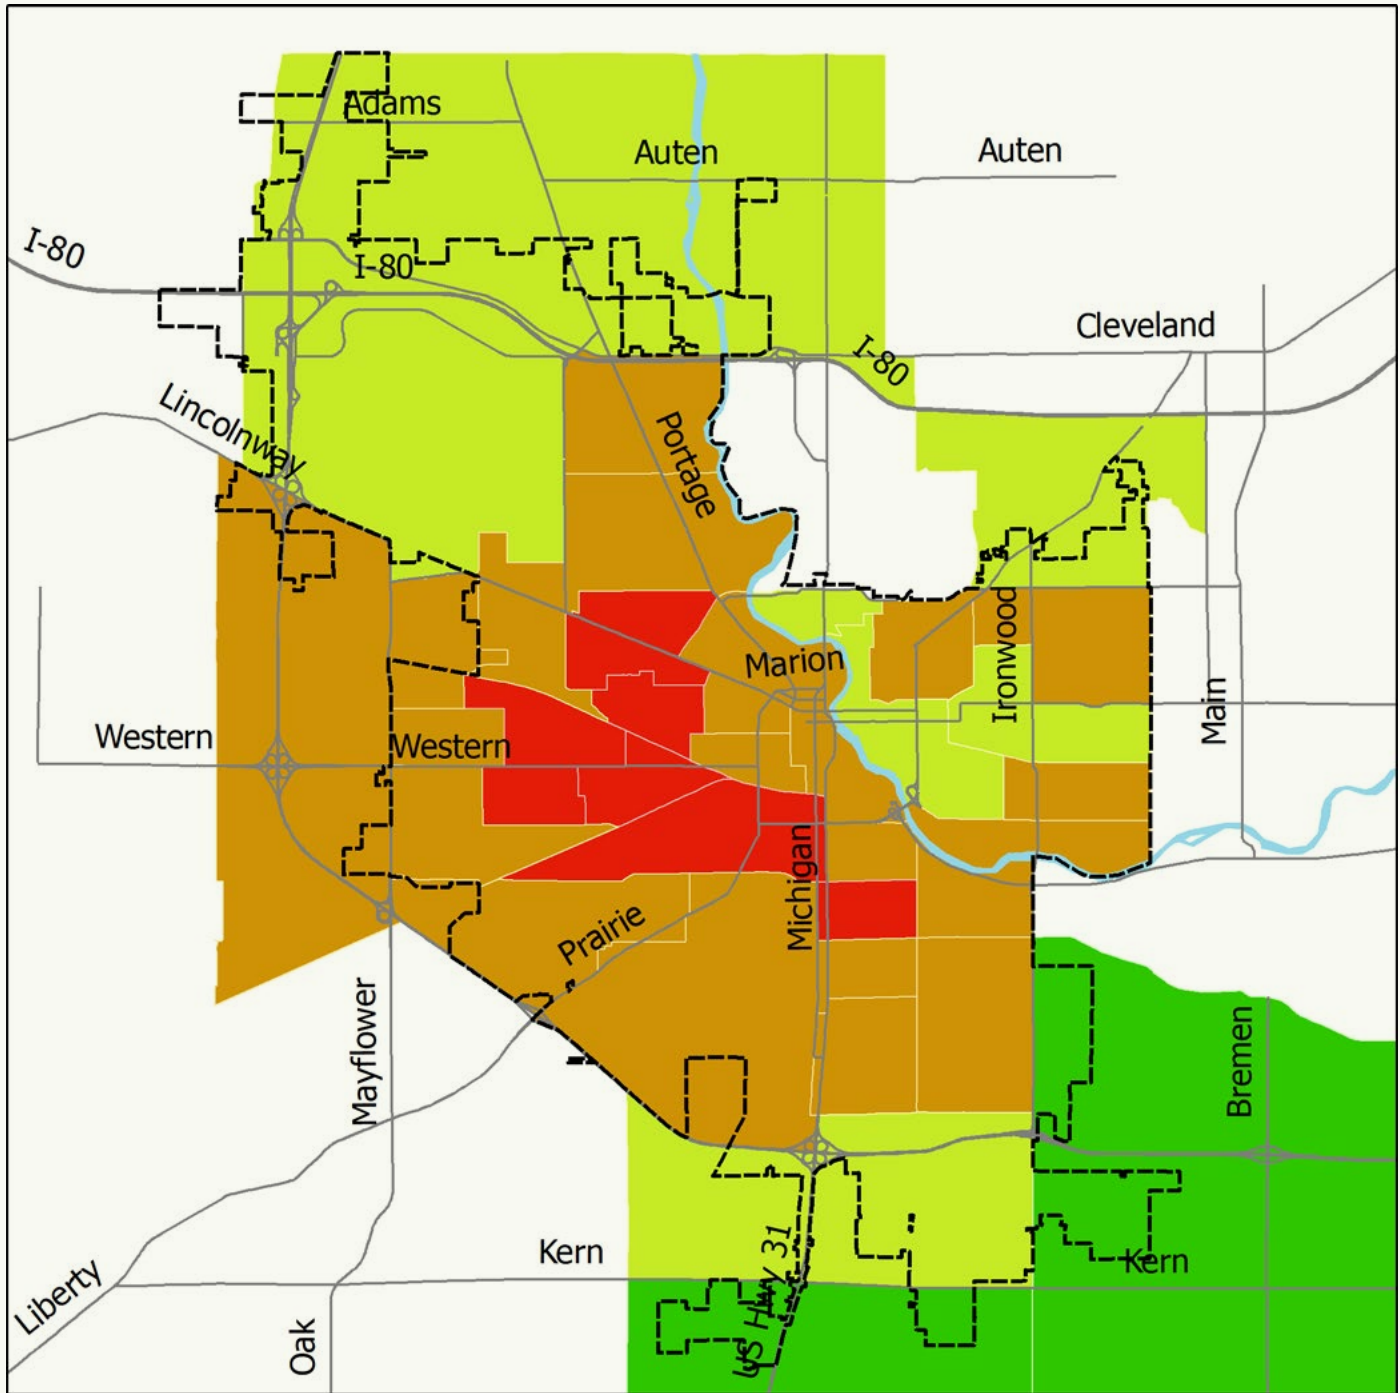 Adams
Auten
Auten
I-80
I-80
Cleveland
I-80
Lincolnway
Portage
Ironwood
Marion
Main
Western
Western
Michigan
Prairie
Mayflower
Bremen
Kern
US Hwy 31
Kern
Liberty
Oak